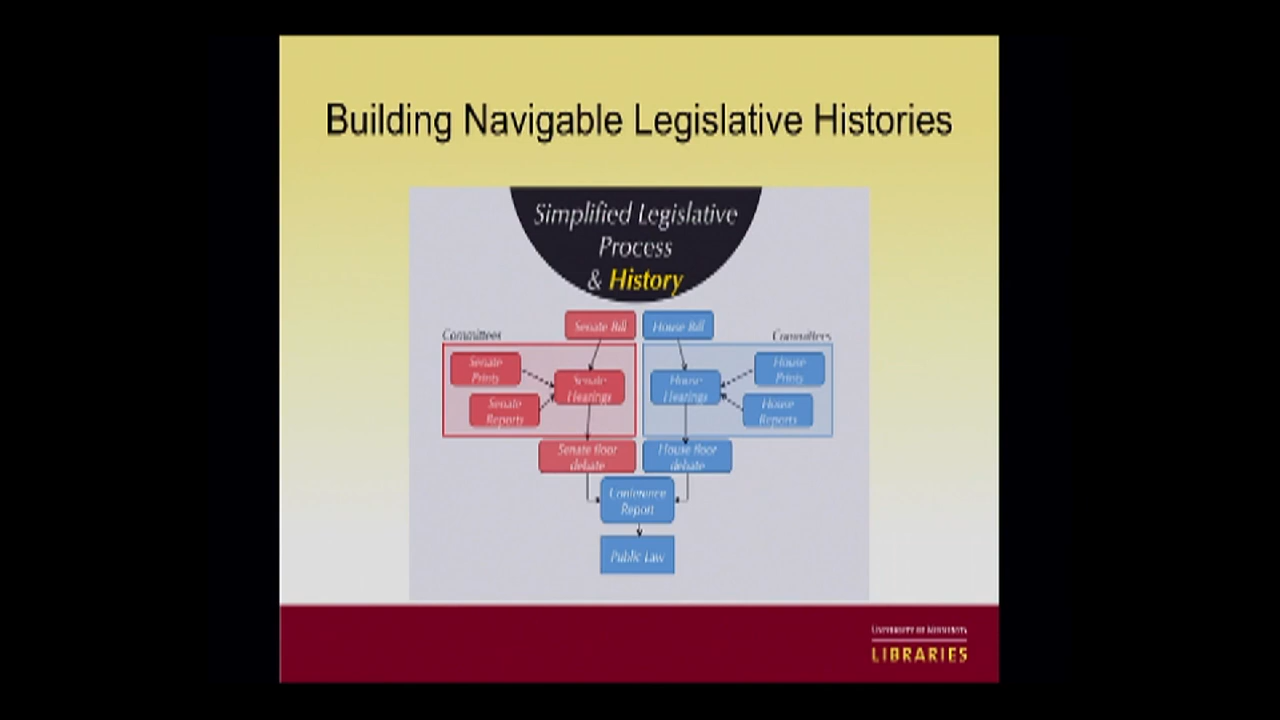 Building Navigable Legislative Histories
Simplified Legislative
Process
& History
Senate Bill
House Bill
Committees
Committees
Senate
Prints
Senate
Hearings
Senate
Reports
House
Hearings
House
Prints
House
Reports
Senate floor
debate
House floor
debate
Conference
Report
Public Law
UNIVERSITY OF MINNESOTA
LIBRARIES